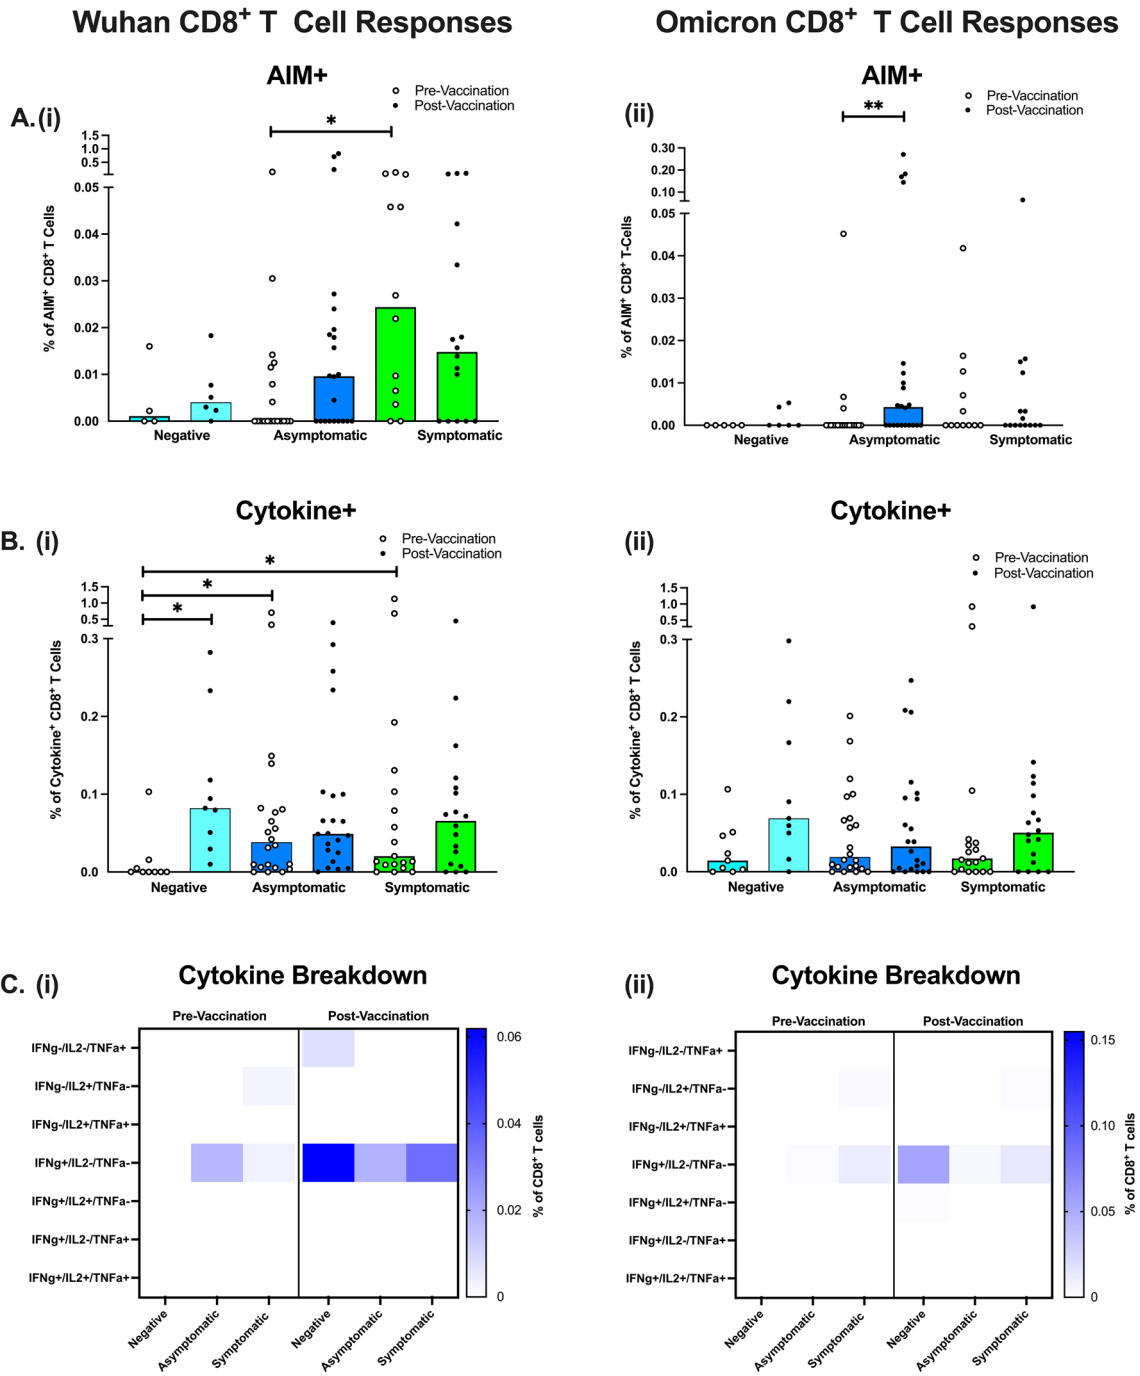 Wuhan CD8+ T Cell Responses
Omicron CD8+ T Cell Responses
AIM+
Pre-Vaccination
Post-Vaccination
A.(i)
*
1.5
1.0
0.5
0.05
0.04
0.03
0.02
0.01
0.00
% of AIM+ CD8+ T Cells
Negative
Asymptomatic
Symptomatic
AIM+
Pre-Vaccination
Post-Vaccination
(ii)
**
0.30
0.20
0.10
0.05
0.04
0.03
0.02
0.01
0.00
% of AIM+ CD8+ T-Cells
Negative
Asymptomatic
Symptomatic
Cytokine+
B. (i)
Pre-Vaccination
Post-Vaccination
*
*
*
1.5
1.0
0.5
0.3
0.2
0.1
0.0
% of Cytokine+ CD8+ T Cells
Negative
Asymptomatic
Symptomatic
Cytokine+
(ii)
Pre-Vaccination
Post-Vaccination
1.5
1.0
0.5
0.3
0.2
0.1
0.0
% of Cytokine+ CD8+ T Cells
Negative
Asymptomatic
Symptomatic
Cytokine Breakdown
C. (i)
Pre-Vaccination
Post-Vaccination
IFNg-/IL2-/TNFa+
IFNg-/IL2+/TNFa-
IFNg-/IL2+/TNFa+
IFNg+/IL2-/TNFa-
IFNg+/IL2+/TNFa-
IFNg+/IL2-/TNFa+
IFNg+/IL2+/TNFa+
Negative
Asymptomatic
Symptomatic
Negative
Asymptomatic
Symptomatic
0.06
0.04
0.02
0
% of CD8+ T cells
Cytokine Breakdown
(ii)
Pre-Vaccination
Post-Vaccination
IFNg-/IL2-/TNFa+
IFNg-/IL2+/TNFa-
IFNg-/IL2+/TNFa+
IFNg+/IL2-/TNFa-
IFNg+/IL2+/TNFa-
IFNg+/IL2-/TNFa+
IFNg+/IL2+/TNFa+
Negative
Asymptomatic
Symptomatic
Negative
Asymptomatic
Symptomatic
0.15
0.10
0.05
0
% of CD8+ T cells